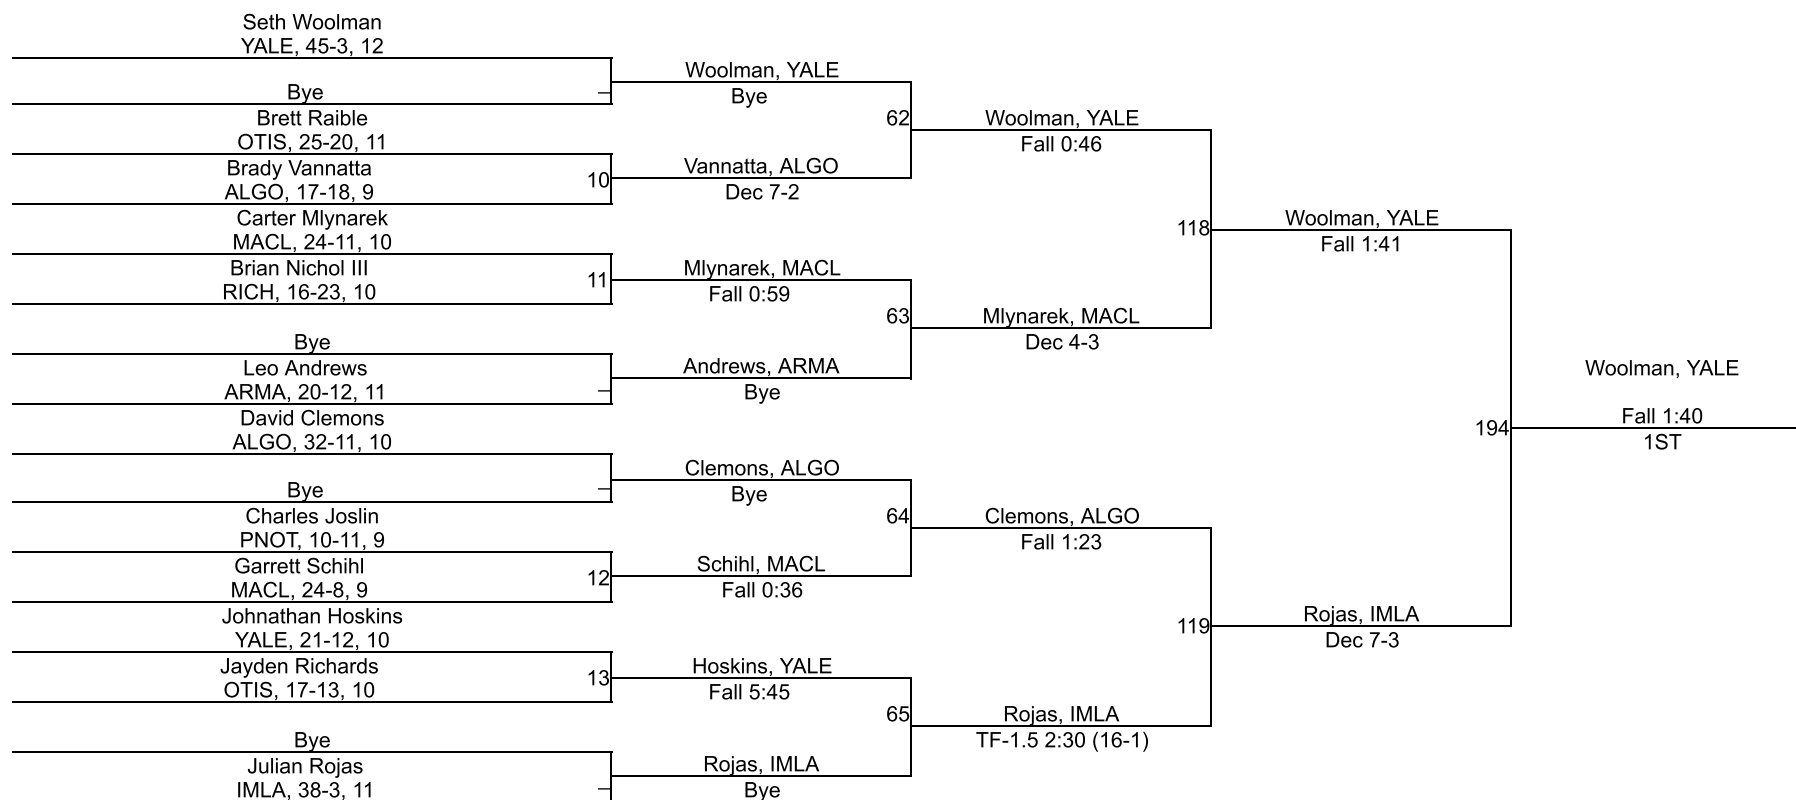 Seth Woolman
YALE, 45-3, 12
Bye
Brett Raible
OTIS, 25-20, 11
Brady Vannatta
ALGO, 17-18, 9
Carter Mlynarek
MACL, 24-11, 10
Brian Nichol III
RICH, 16-23, 10
Bye
Leo Andrews
ARMA, 20-12, 11
David Clemons
ALGO, 32-11, 10
Bye
Charles Joslin
PNOT, 10-11, 9
Garrett Schihl
MACL, 24-8, 9
Johnathan Hoskins
YALE, 21-12, 10
Jayden Richards
OTIS, 17-13, 10
Bye
Julian Rojas
IMLA, 38-3, 11
10
11
12
13
Woolman, YALE
Bye
Vannatta, ALGO
Dec 7-2
Mlynarek, MACL
Fall 0:59
Andrews, ARMA
Bye
Clemons, ALGO
Bye
Schihl, MACL
Fall 0:36
Hoskins, YALE
Fall 5:45
Rojas, IMLA
Bye
62
63
64
65
Woolman, YALE
Fall 0:46
Mlynarek, MACL
Dec 4-3
Clemons, ALGO
Fall 1:23
Rojas, IMLA
TF-1.5 2:30 (16-1)
118
119
Woolman, YALE
Fall 1:41
Rojas, IMLA
Dec 7-3
194
Woolman, YALE
Fall 1:40
1ST